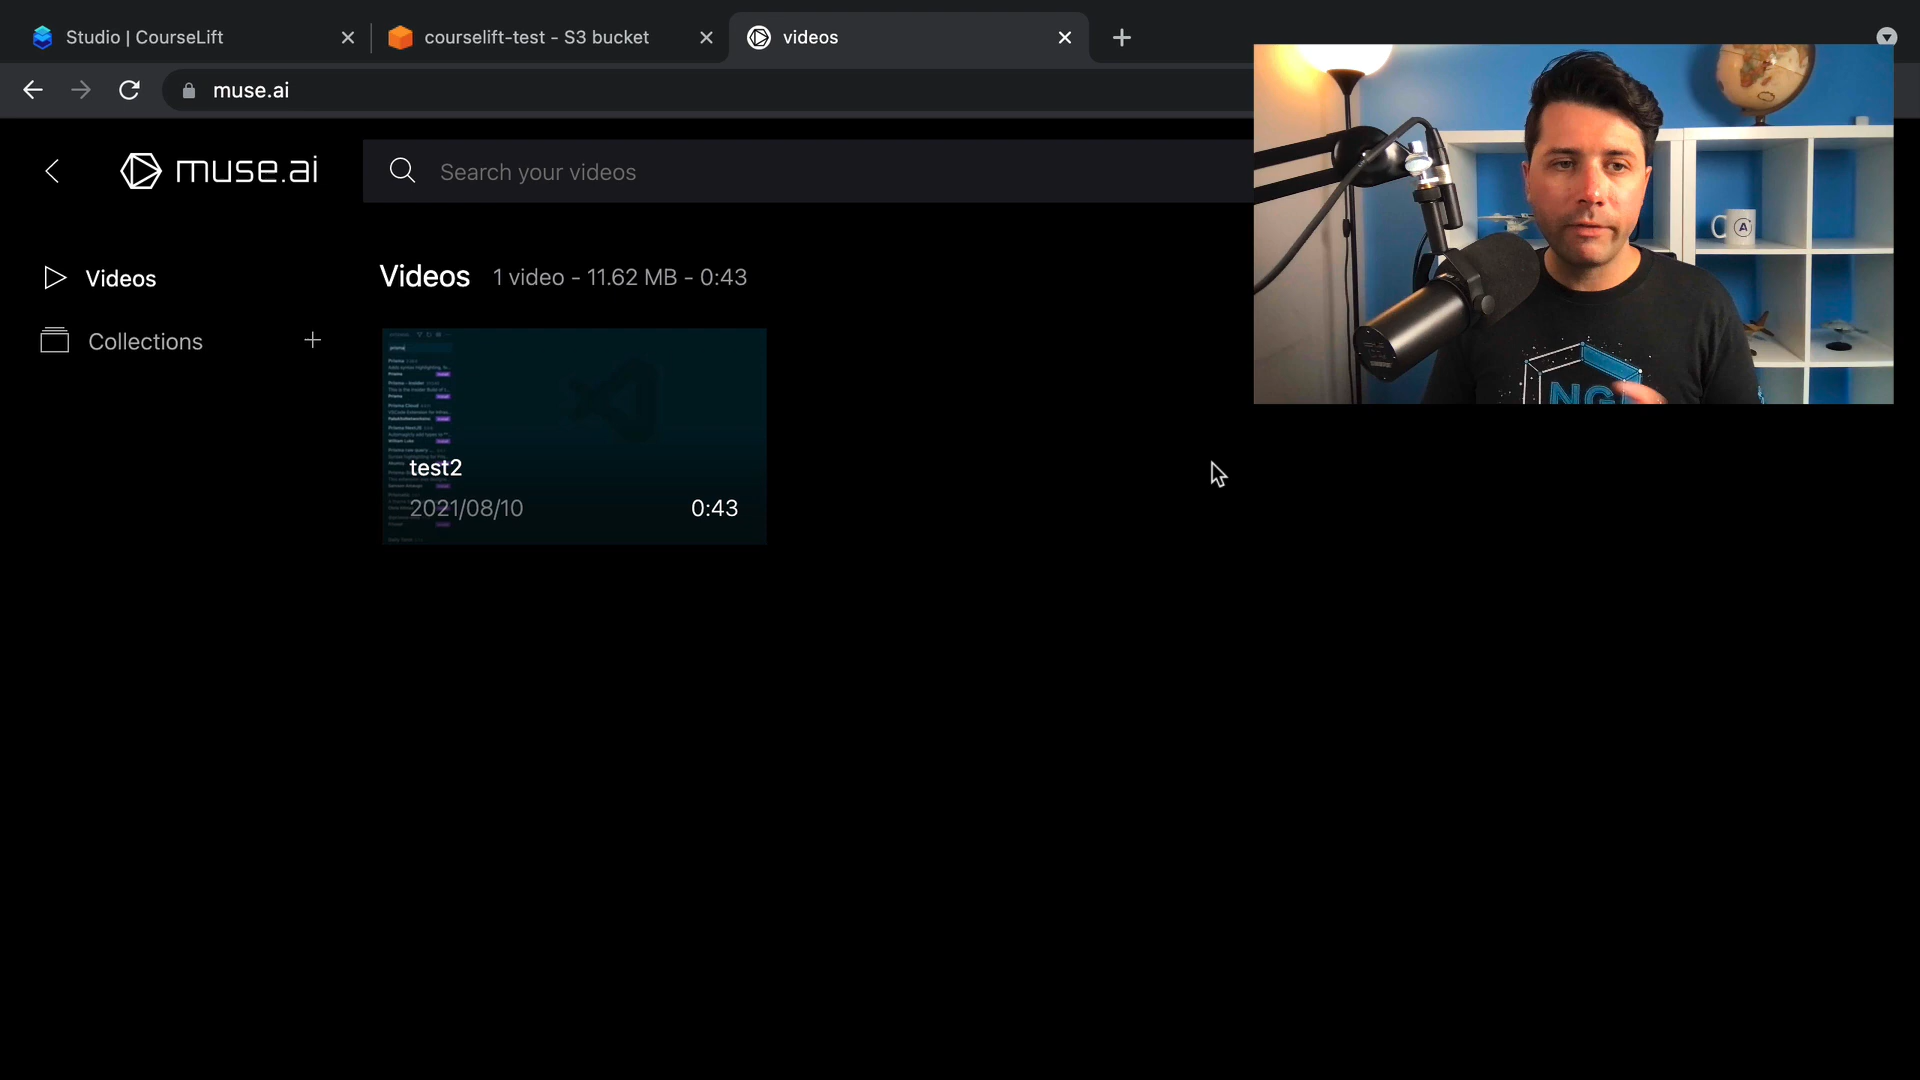 Studio | CourseLift
courselift-test - S3 bucket
videos
muse.ai
muse.ai
Search your videos
Videos
Collections
Videos 1 video - 11.62 MB - 0:43
test2
2021/08/10 0:43
A
NG